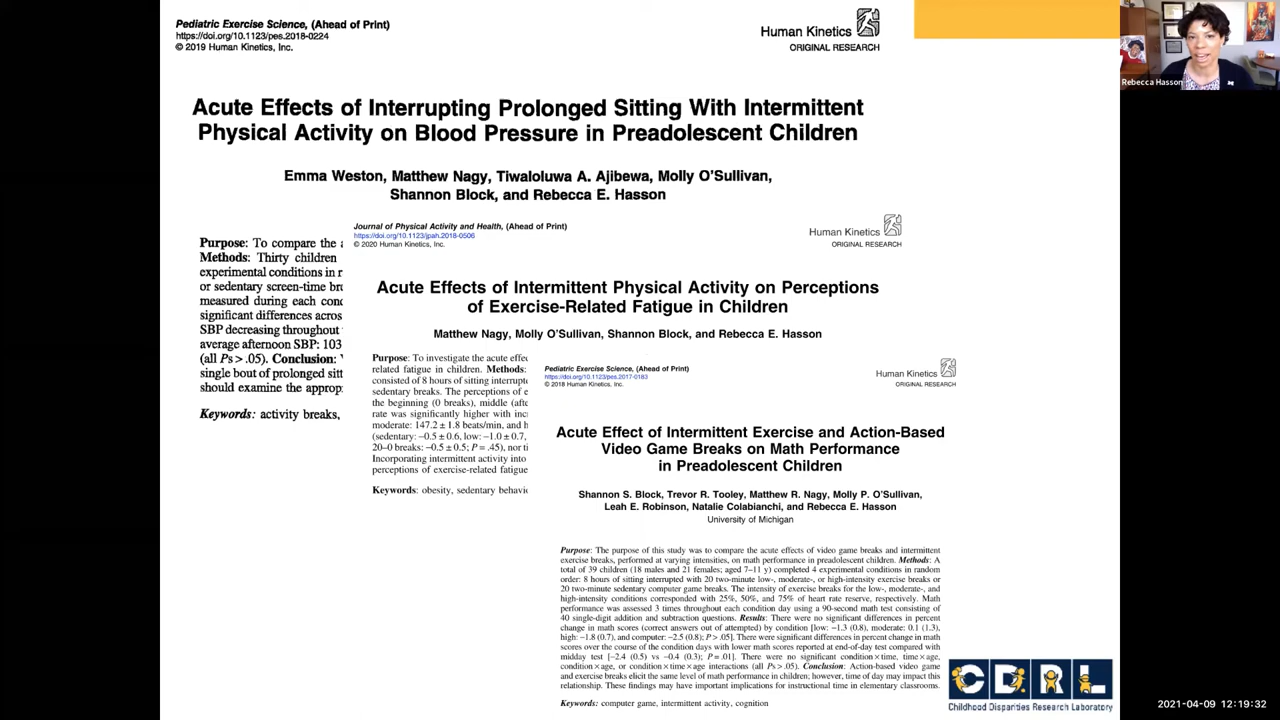 Pediatric Exercise Science, (Ahead of Print)
https://doi.org/10.1123/pes.2018-0224
© 2019 Human Kinetics, Inc.
Human Kinetics
ORIGINAL RESEARCH
Acute Effects of Interrupting Prolonged Sitting With Intermittent
Physical Activity on Blood Pressure in Preadolescent Children
Emma Weston, Matthew Nagy, Tiwaloluwa A. Ajibewa, Molly O'Sullivan,
Shannon Block, and Rebecca E. Hasson
Purpose: To compare the
Methods: Thirty children
experimental conditions in
or sedentary screen-time
measured during each
significant differences across
SBP decreasing throughout
average afternoon SBP: 103
(all Ps > .05). Conclusion:
single bout of prolonged
should examine the
Keywords: activity breaks,
Journal of Physical Activity and Health, (Ahead of Print)
https://doi.org/10.1123/jpah.2018-0506
© 2020 Human Kinetics, Inc.
Human Kinetics
ORIGINAL RESEARCH
Acute Effects of Intermittent Physical Activity on Perceptions
of Exercise-Related Fatigue in Children
Matthew Nagy, Molly O'Sullivan, Shannon Block, and Rebecca E. Hasson
Purpose: To investigate the acute
related fatigue in children. Methods:
consisted of 8 hours of sitting
sedentary breaks. The perceptions of
the beginning (0 breaks), middle
rate was significantly higher with
moderate: 147.2 ± 1.8 beats/min, and
(sedentary: –0.5 ± 0.6, low: –1.0 ± 0.7,
20–0 breaks: –0.5 ± 0.5; P = .45), nor
Incorporating intermittent activity into
perceptions of exercise-related fatigue
Keywords: obesity, sedentary
Pediatric Exercise Science, (Ahead of Print)
https://doi.org/10.1123/pes.2017-0183
© 2018 Human Kinetics, Inc.
Human Kinetics
ORIGINAL RESEARCH
Acute Effect of Intermittent Exercise and Action-Based
Video Game Breaks on Math Performance
in Preadolescent Children
Shannon S. Block, Trevor R. Tooley, Matthew R. Nagy, Molly P. O'Sullivan,
Leah E. Robinson, Natalie Colabianchi, and Rebecca E. Hasson
University of Michigan
Purpose: The purpose of this study was to compare the acute effects of video game breaks and intermittent
exercise breaks, performed at varying intensities, on math performance in preadolescent children. Methods: A
total of 39 children (18 males and 21 females; aged 7–11 y) completed 4 experimental conditions in random
order: 8 hours of sitting interrupted with 20 two-minute low-, moderate-, or high-intensity exercise breaks or
20 two-minute sedentary computer game breaks. The intensity of exercise breaks for the low-, moderate-, and
high-intensity conditions corresponded with 25%, 50%, and 75% of heart rate reserve, respectively. Math
performance was assessed 3 times throughout each condition day using a 90-second math test consisting of
40 single-digit addition and subtraction questions. Results: There were no significant differences in percent
change in math scores (correct answers out of attempted) by condition [low: –1.3 (0.8), moderate: 0.1 (1.3),
high: –1.8 (0.7), and computer: –2.5 (0.8); P > .05]. There were significant differences in percent change in math
scores over the course of the condition days with lower math scores reported at end-of-day test compared with
midday test [–2.4 (0.5) vs –0.4 (0.3); P = .01]. There were no significant condition × time, time × age,
condition × age, or condition × time × age interactions (all Ps > .05). Conclusion: Action-based video game
and exercise breaks elicit the same level of math performance in children; however, time of day may impact this
relationship. These findings may have important implications for instructional time in elementary classrooms.
Keywords: computer game, intermittent activity, cognition
CDRL
Childhood Disparities Research Laboratory
Rebecca Hasson
2021-04-09 12:19:32